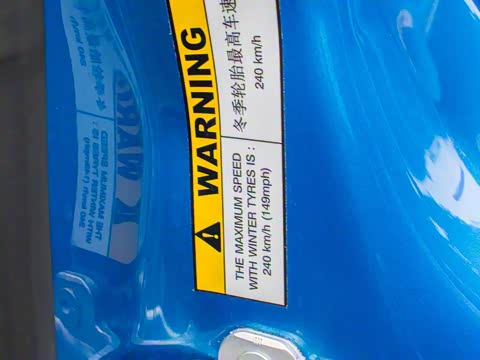 ⚠ WARNING
THE MAXIMUM SPEED
WITH WINTER TYRES IS :
240 km/h (149mph)
冬季轮胎最高车速
240 km/h